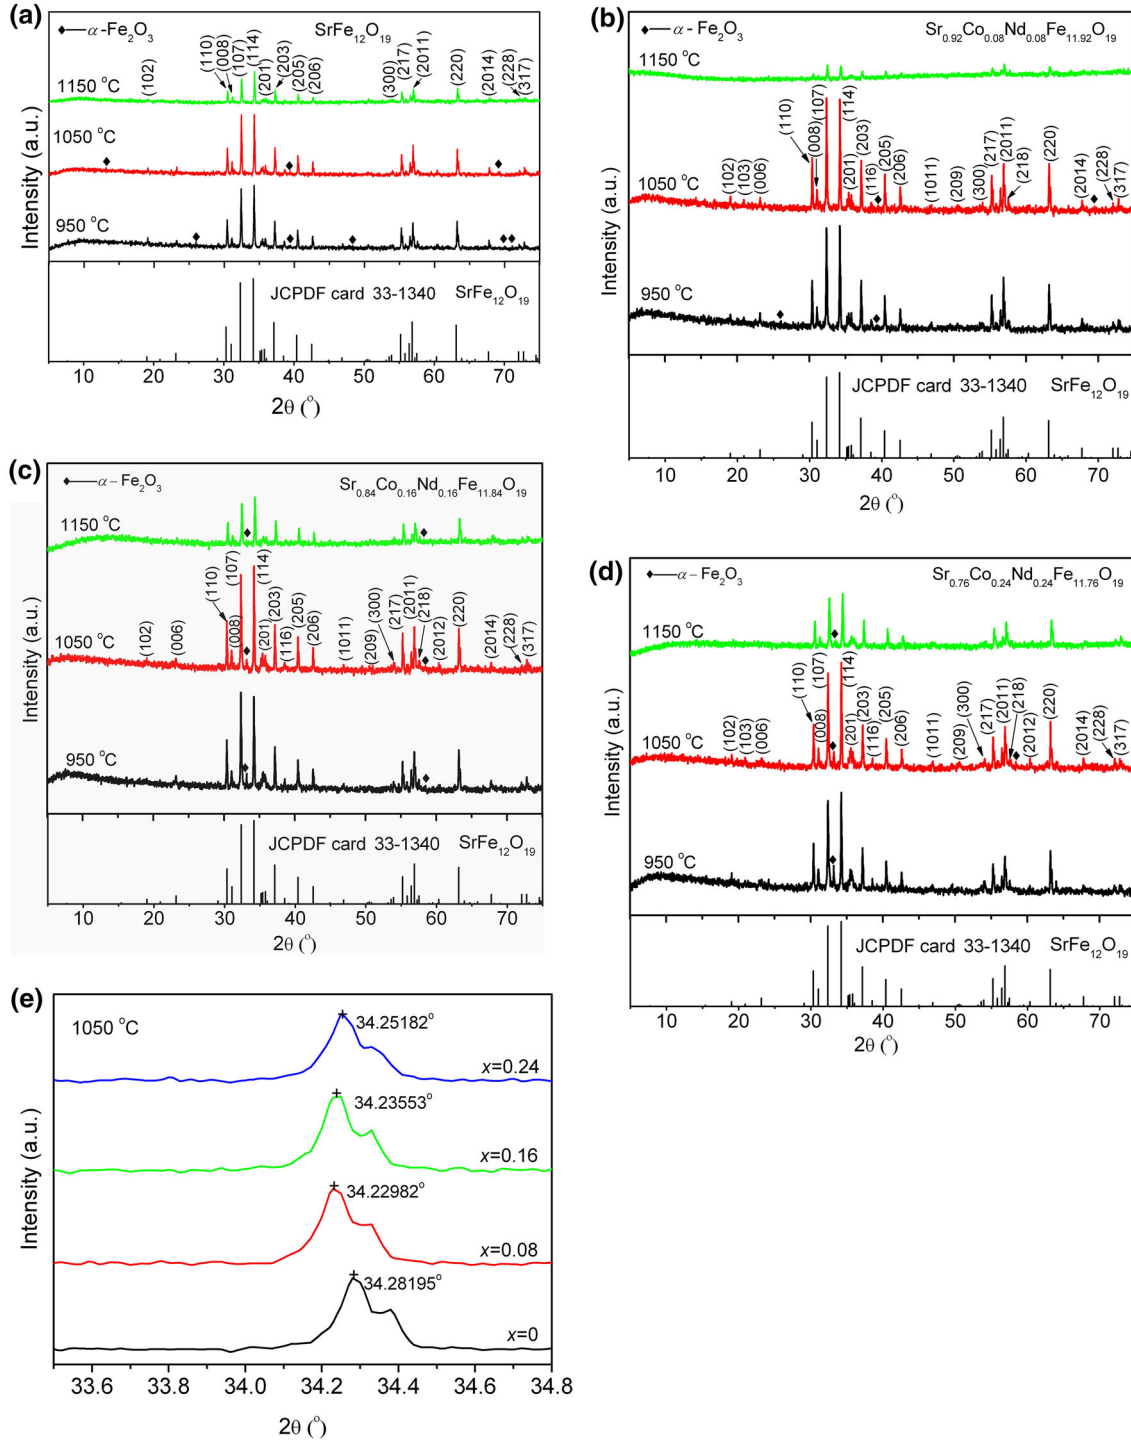 (a)
◆—α-Fe2O3 SrFe12O19
1150 °C
(102) (110) (008) (107) (114) (201) (203) (205) (206) (300) (217) (2011) (220) (2014) (228) (317)
1050 °C
950 °C
Intensity (a.u.)
JCPDF card 33-1340 SrFe12O19
10 20 30 40 50 60 70
2θ (°)
(b)
◆—α - Fe2O3 Sr0.92Co0.08Nd0.08Fe11.92O19
1150 °C
(102) (103) (006) (110) (008) (107) (114) (201) (203) (116) (205) (206) (1011) (209) (300) (217) (2011) (218) (220) (2014) (228) (317)
1050 °C
950 °C
Intensity (a.u.)
JCPDF card 33-1340 SrFe12O19
10 20 30 40 50 60 70
2θ (°)
(c)
◆—α – Fe2O3 Sr0.84Co0.16Nd0.16Fe11.84O19
1150 °C
(102) (006) (110) (008) (107) (114) (201) (203) (116) (205) (206) (1011) (209) (300) (217) (2011) (218) (2012) (220) (2014) (228) (317)
1050 °C
950 °C
Intensity (a.u.)
JCPDF card 33-1340 SrFe12O19
10 20 30 40 50 60 70
2θ (°)
(d)
◆—α – Fe2O3 Sr0.76Co0.24Nd0.24Fe11.76O19
1150 °C
(102) (103) (006) (110) (008) (107) (114) (201) (203) (116) (205) (206) (1011) (209) (300) (217) (2011) (218) (2012) (220) (2014) (228) (317)
1050 °C
950 °C
Intensity (a.u.)
JCPDF card 33-1340 SrFe12O19
10 20 30 40 50 60 70
2θ (°)
(e)
1050 °C
34.25182°
x=0.24
34.23553°
x=0.16
34.22982°
x=0.08
34.28195°
x=0
Intensity (a.u.)
33.6 34.0 34.2 34.4 34.6 34.8
2θ (°)